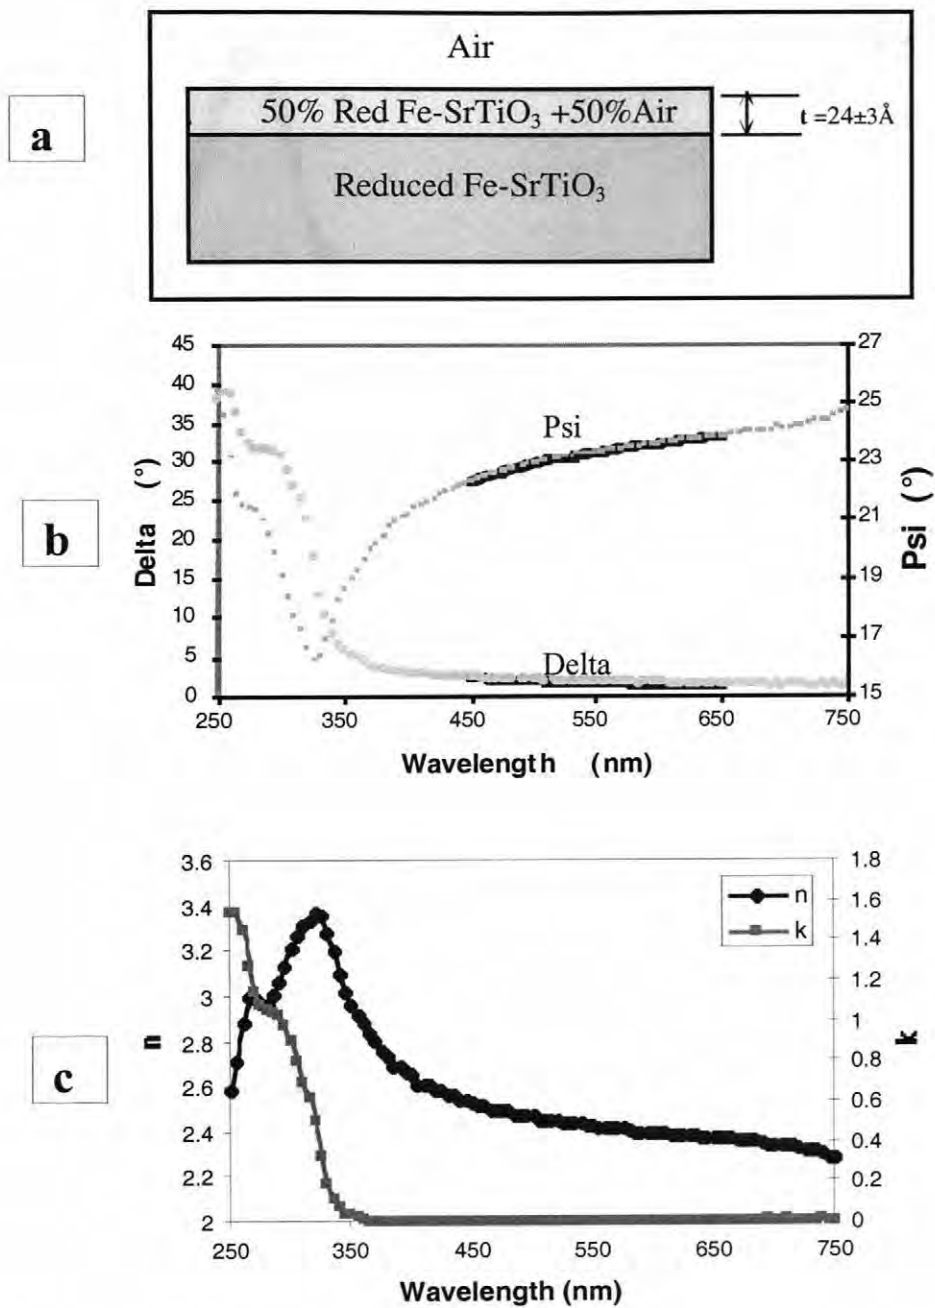 a
Air
50% Red Fe-SrTiO₃ +50%Air
t =24±3Å
Reduced Fe-SrTiO₃
b
Delta (°)
45
40
35
30
25
20
15
10
5
0
Psi
Delta
27
25
23
21
19
17
15
Psi (°)
250 350 450 550 650 750
Wavelength (nm)
c
n
3.6
3.4
3.2
3
2.8
2.6
2.4
2.2
2
n
k
1.8
1.6
1.4
1.2
1
0.8
0.6
0.4
0.2
0
k
250 350 450 550 650 750
Wavelength (nm)